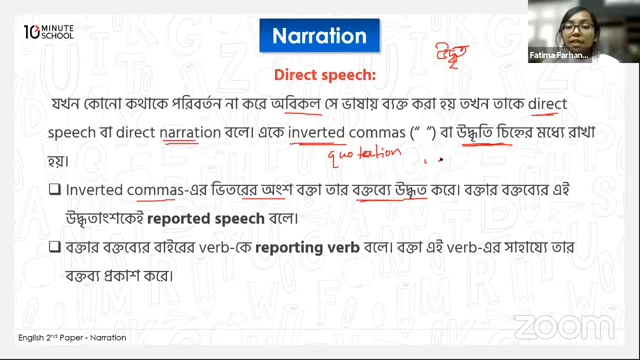 10 MINUTE SCHOOL
Narration
উদ্ধৃত
Direct speech:
যখন কোনো কথাকে পরিবর্তন না করে অবিকল সে ভাষায় ব্যক্ত করা হয় তখন তাকে direct
speech বা direct narration বলে। একে inverted commas (“ ”) বা উদ্ধৃতি চিহ্নের মধ্যে রাখা
হয়।
quotation
Inverted commas-এর ভিতরের অংশ বক্তা তার বক্তব্যে উদ্ধৃত করে। বক্তার বক্তব্যের এই
উদ্ধৃতাংশকেই reported speech বলে।
বক্তার বক্তব্যের বাইরের verb-কে reporting verb বলে। বক্তা এই verb-এর সাহায্যে তার
বক্তব্য প্রকাশ করে।
English 2nd Paper - Narration
Fatima Farhan...
zoom